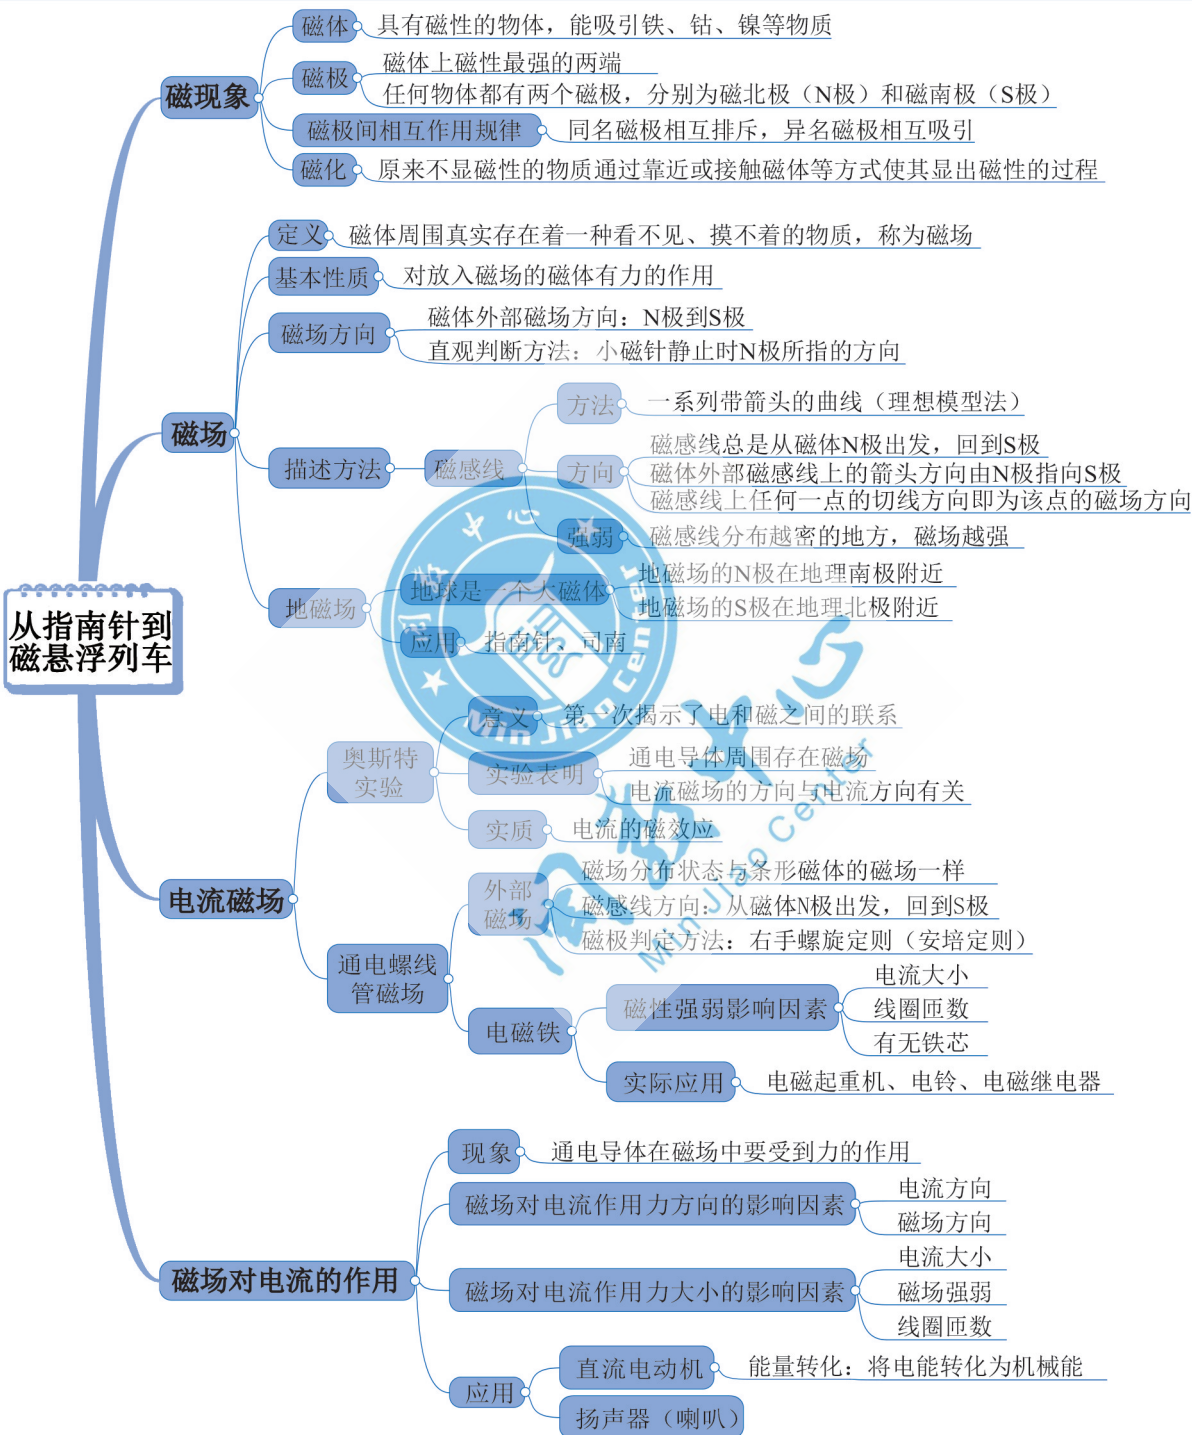 从指南针到
磁悬浮列车
磁现象
磁体
具有磁性的物体，能吸引铁、钴、镍等物质
磁极
磁体上磁性最强的两端
任何物体都有两个磁极，分别为磁北极（N极）和磁南极（S极）
磁极间相互作用规律
同名磁极相互排斥，异名磁极相互吸引
磁化
原来不显磁性的物质通过靠近或接触磁体等方式使其显出磁性的过程
磁场
定义
磁体周围真实存在着一种看不见、摸不着的物质，称为磁场
基本性质
对放入磁场的磁体有力的作用
磁场方向
磁体外部磁场方向：N极到S极
直观判断方法：小磁针静止时N极所指的方向
描述方法
磁感线
方法
一系列带箭头的曲线（理想模型法）
方向
磁感线总是从磁体N极出发，回到S极
磁体外部磁感线上的箭头方向由N极指向S极
磁感线上任何一点的切线方向即为该点的磁场方向
强弱
磁感线分布越密的地方，磁场越强
地磁场
地球是一个大磁体
地磁场的N极在地理南极附近
地磁场的S极在地理北极附近
应用
指南针、司南
电流磁场
奥斯特
实验
意义
第一次揭示了电和磁之间的联系
实验表明
通电导体周围存在磁场
电流磁场的方向与电流方向有关
实质
电流的磁效应
通电螺线
管磁场
外部
磁场
磁场分布状态与条形磁体的磁场一样
磁感线方向：从磁体N极出发，回到S极
磁极判定方法：右手螺旋定则（安培定则）
电磁铁
磁性强弱影响因素
电流大小
线圈匝数
有无铁芯
实际应用
电磁起重机、电铃、电磁继电器
磁场对电流的作用
现象
通电导体在磁场中要受到力的作用
磁场对电流作用力方向的影响因素
电流方向
磁场方向
磁场对电流作用力大小的影响因素
电流大小
磁场强弱
线圈匝数
应用
直流电动机
能量转化：将电能转化为机械能
扬声器（喇叭）
Min Jiao Center
Min Jiao Center